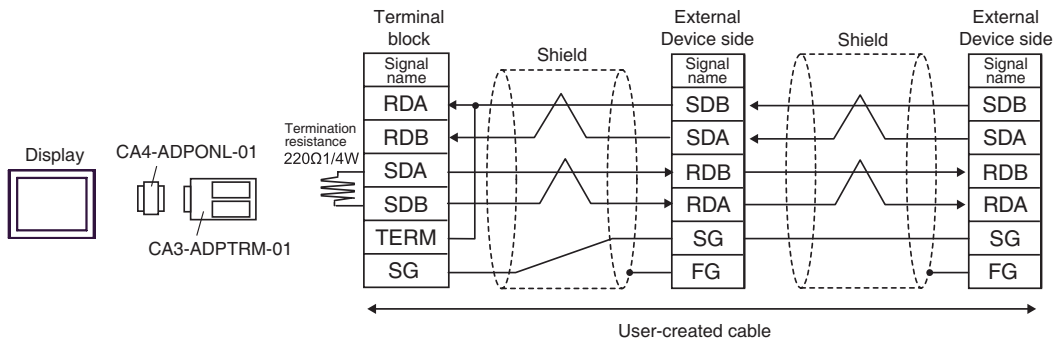 Display
CA4-ADPONL-01
CA3-ADPTRM-01
Termination
resistance
220Ω1/4W
Terminal
block
Signal
name
RDA
RDB
SDA
SDB
TERM
SG
Shield
External
Device side
Signal
name
SDB
SDA
RDB
RDA
SG
FG
Shield
External
Device side
Signal
name
SDB
SDA
RDB
RDA
SG
FG
User-created cable